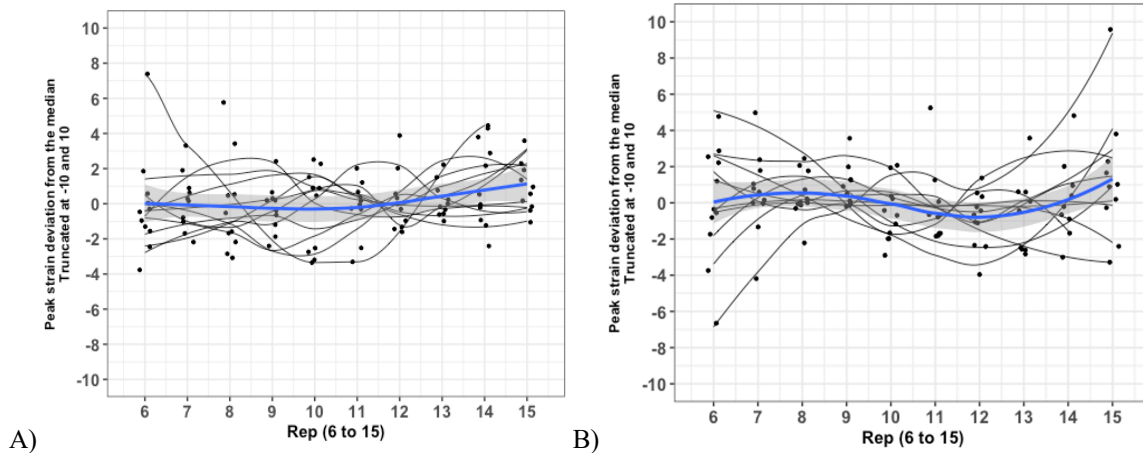 Peak strain deviation from the median
Truncated at -10 and 10
10
8
6
4
2
0
-2
-4
-6
-8
-10
6 7 8 9 10 11 12 13 14 15
Rep (6 to 15)
A)
Peak strain deviation from the median
Truncated at -10 and 10
10
8
6
4
2
0
-2
-4
-6
-8
-10
6 7 8 9 10 11 12 13 14 15
Rep (6 to 15)
B)